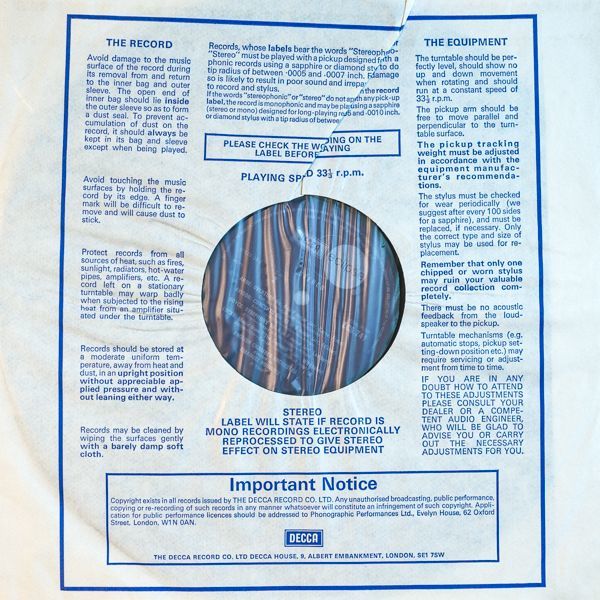 THE RECORD
Avoid damage to the music
surface of the record during
its removal from and return
to the inner bag and outer
sleeve. The open end of
inner bag should lie inside
the outer sleeve so as to form
a dust seal. To prevent ac-
cumulation of dust on the
record, it should always be
kept in its bag and sleeve
except when being played.
Avoid touching the music
surfaces by holding the re-
cord by its edge. A finger
mark will be difficult to re-
move and will cause dust to
stick.
Protect records from all
sources of heat, such as fires,
sunlight, radiators, hot-water
pipes, amplifiers, etc. A re-
cord left on a stationary
turntable may warp badly
when subjected to the rising
heat from an amplifier situ-
ated under the turntable.
Records should be stored at
a moderate uniform tem-
perature, away from heat and
dust, in an upright position
without appreciable ap-
plied pressure and with-
out leaning either way.
Records may be cleaned by
wiping the surfaces gently
with a barely damp soft
cloth.
Records, whose labels bear the words "Stereopho
"Stereo" must be played with a pickup designed
phonic records using a sapphire or diamond sty to do
tip radius of between ·0005 and ·0007 inch.
so is likely to result in poor sound and
to record and stylus.
If the words "stereophonic" or "stereo" do not
the record
label, the record is monophonic and may be
any pick-up
(stereo or mono) designed for long-playing
a sapphire
or diamond stylus with a tip radius of
·0010 inch.
PLEASE CHECK THE
ON THE
LABEL BEFORE
PLAYING
33⅓ r.p.m.
STEREO
LABEL WILL STATE IF RECORD IS
MONO RECORDINGS ELECTRONICALLY
REPROCESSED TO GIVE STEREO
EFFECT ON STEREO EQUIPMENT
THE EQUIPMENT
The turntable should be per-
fectly level, should show no
up and down movement
when rotating and should
run at a constant speed of
33⅓ r.p.m.
The pickup arm should be
free to move parallel and
perpendicular to the turn-
table surface.
The pickup tracking
weight must be adjusted
in accordance with the
equipment manufac-
turer's recommenda-
tions.
The stylus must be checked
for wear periodically (we
suggest after every 100 sides
for a sapphire), and must be
replaced, if necessary. Only
the correct type and size of
stylus may be used for re-
placement.
Remember that only one
chipped or worn stylus
may ruin your valuable
record collection com-
pletely.
There must be no acoustic
feedback from the loud-
speaker to the pickup.
Turntable mechanisms (e.g.
automatic stops, pickup set-
ting-down position etc.) may
require servicing or adjust-
ment from time to time.
IF YOU ARE IN ANY
DOUBT HOW TO ATTEND
TO THESE ADJUSTMENTS
PLEASE CONSULT YOUR
DEALER OR A COMPE-
TENT AUDIO ENGINEER,
WHO WILL BE GLAD TO
ADVISE YOU OR CARRY
OUT THE NECESSARY
ADJUSTMENTS FOR YOU.
Important Notice
Copyright exists in all records issued by THE DECCA RECORD CO. LTD. Any unauthorised broadcasting, public performance,
copying or re-recording of such records in any manner whatsoever will constitute an infringement of such copyright. Appli-
cation for public performance licences should be addressed to Phonographic Performances Ltd., Evelyn House, 62 Oxford
Street, London, W1N 0AN.
DECCA
THE DECCA RECORD CO. LTD DECCA HOUSE, 9, ALBERT EMBANKMENT, LONDON, SE1 7SW